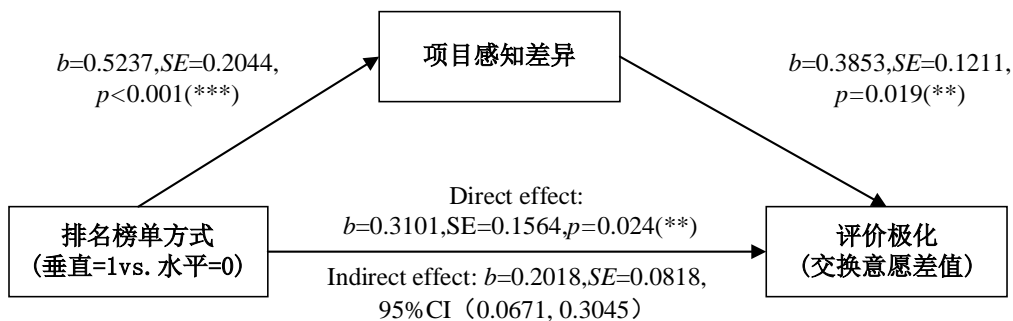 项目感知差异
b=0.5237,SE=0.2044,
p<0.001(***)
b=0.3853,SE=0.1211,
p=0.019(**)
排名榜单方式
(垂直=1vs.水平=0)
Direct effect:
b=0.3101,SE=0.1564,p=0.024(**)
Indirect effect: b=0.2018,SE=0.0818,
95%CI（0.0671, 0.3045）
评价极化
(交换意愿差值)